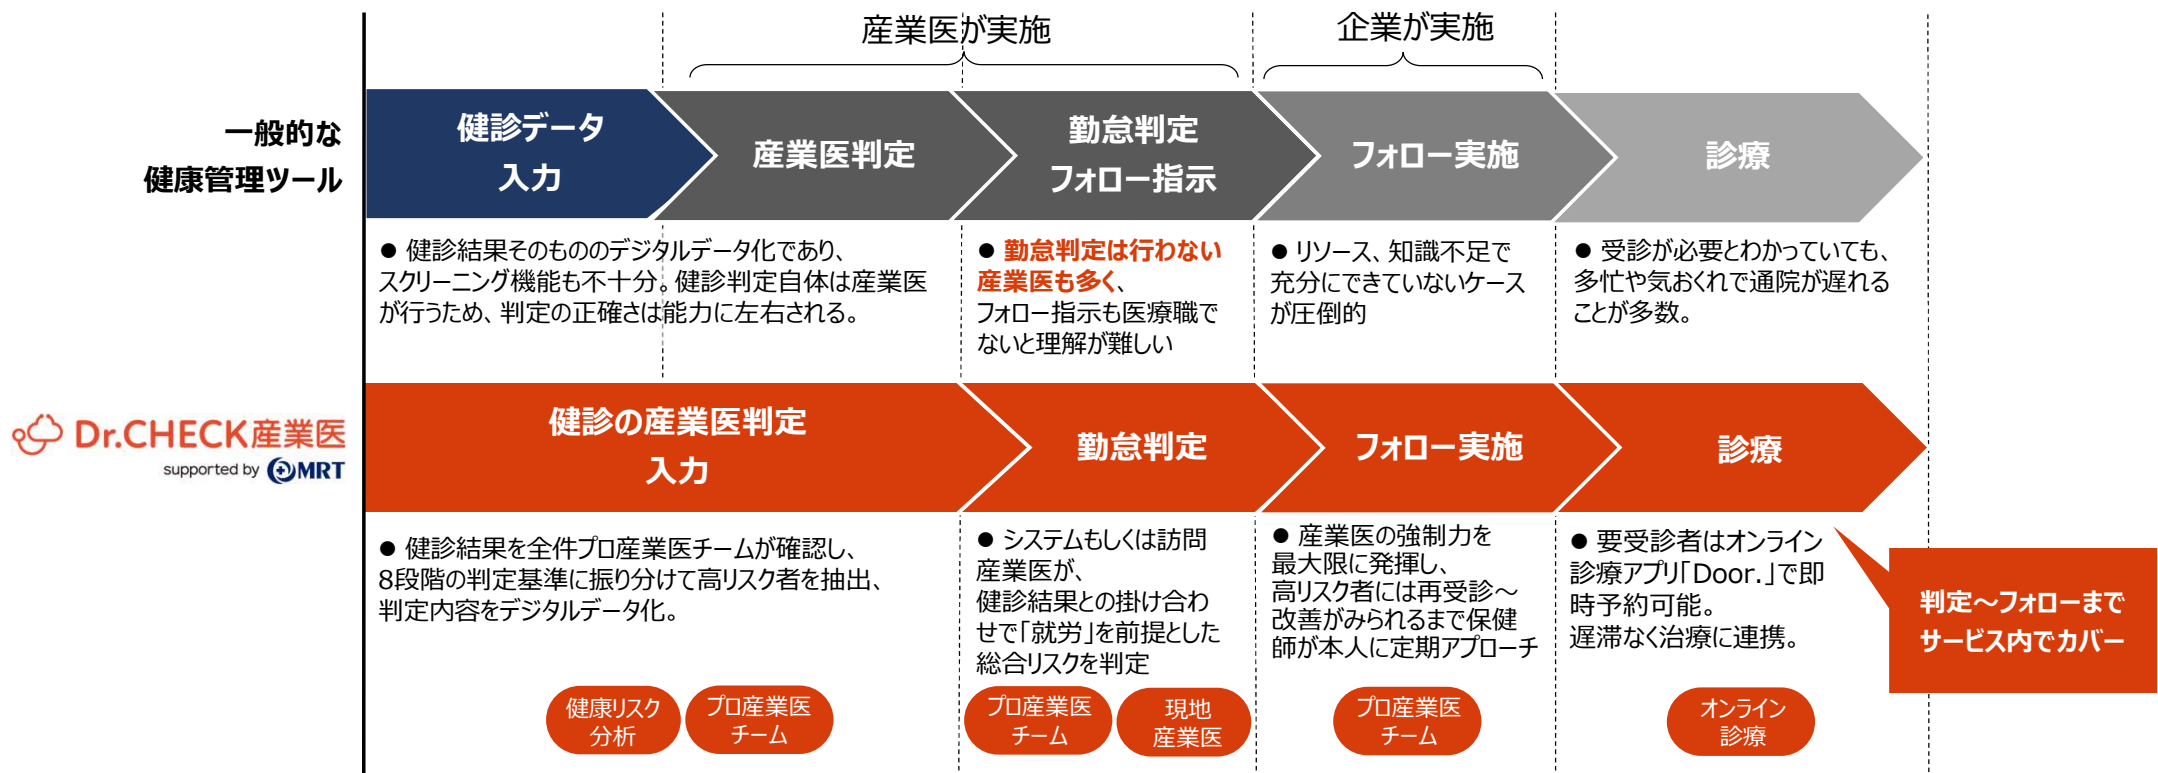 産業医が実施
企業が実施
一般的な
健康管理ツール
健診データ
入力
産業医判定
勤怠判定
フォロー指示
フォロー実施
診療
● 健診結果そのもののデジタルデータ化であり、
スクリーニング機能も不十分。健診判定自体は産業医
が行うため、判定の正確さは能力に左右される。
● 勤怠判定は行わない
産業医も多く、
フォロー指示も医療職で
ないと理解が難しい
● リソース、知識不足で
充分にできていないケース
が圧倒的
● 受診が必要とわかっていても、
多忙や気おくれで通院が遅れる
ことが多数。
Dr.CHECK産業医
supported by MRT
健診の産業医判定
入力
勤怠判定
フォロー実施
診療
● 健診結果を全件プロ産業医チームが確認し、
8段階の判定基準に振り分けて高リスク者を抽出、
判定内容をデジタルデータ化。
● システムもしくは訪問
産業医が、
健診結果との掛け合わ
せで「就労」を前提とした
総合リスクを判定
● 産業医の強制力を
最大限に発揮し、
高リスク者には再受診～
改善がみられるまで保健
師が本人に定期アプローチ
● 要受診者はオンライン
診療アプリ「Door.」で即
時予約可能。
遅滞なく治療に連携。
判定～フォローまで
サービス内でカバー
健康リスク
分析
プロ産業医
チーム
プロ産業医
チーム
現地
産業医
プロ産業医
チーム
オンライン
診療